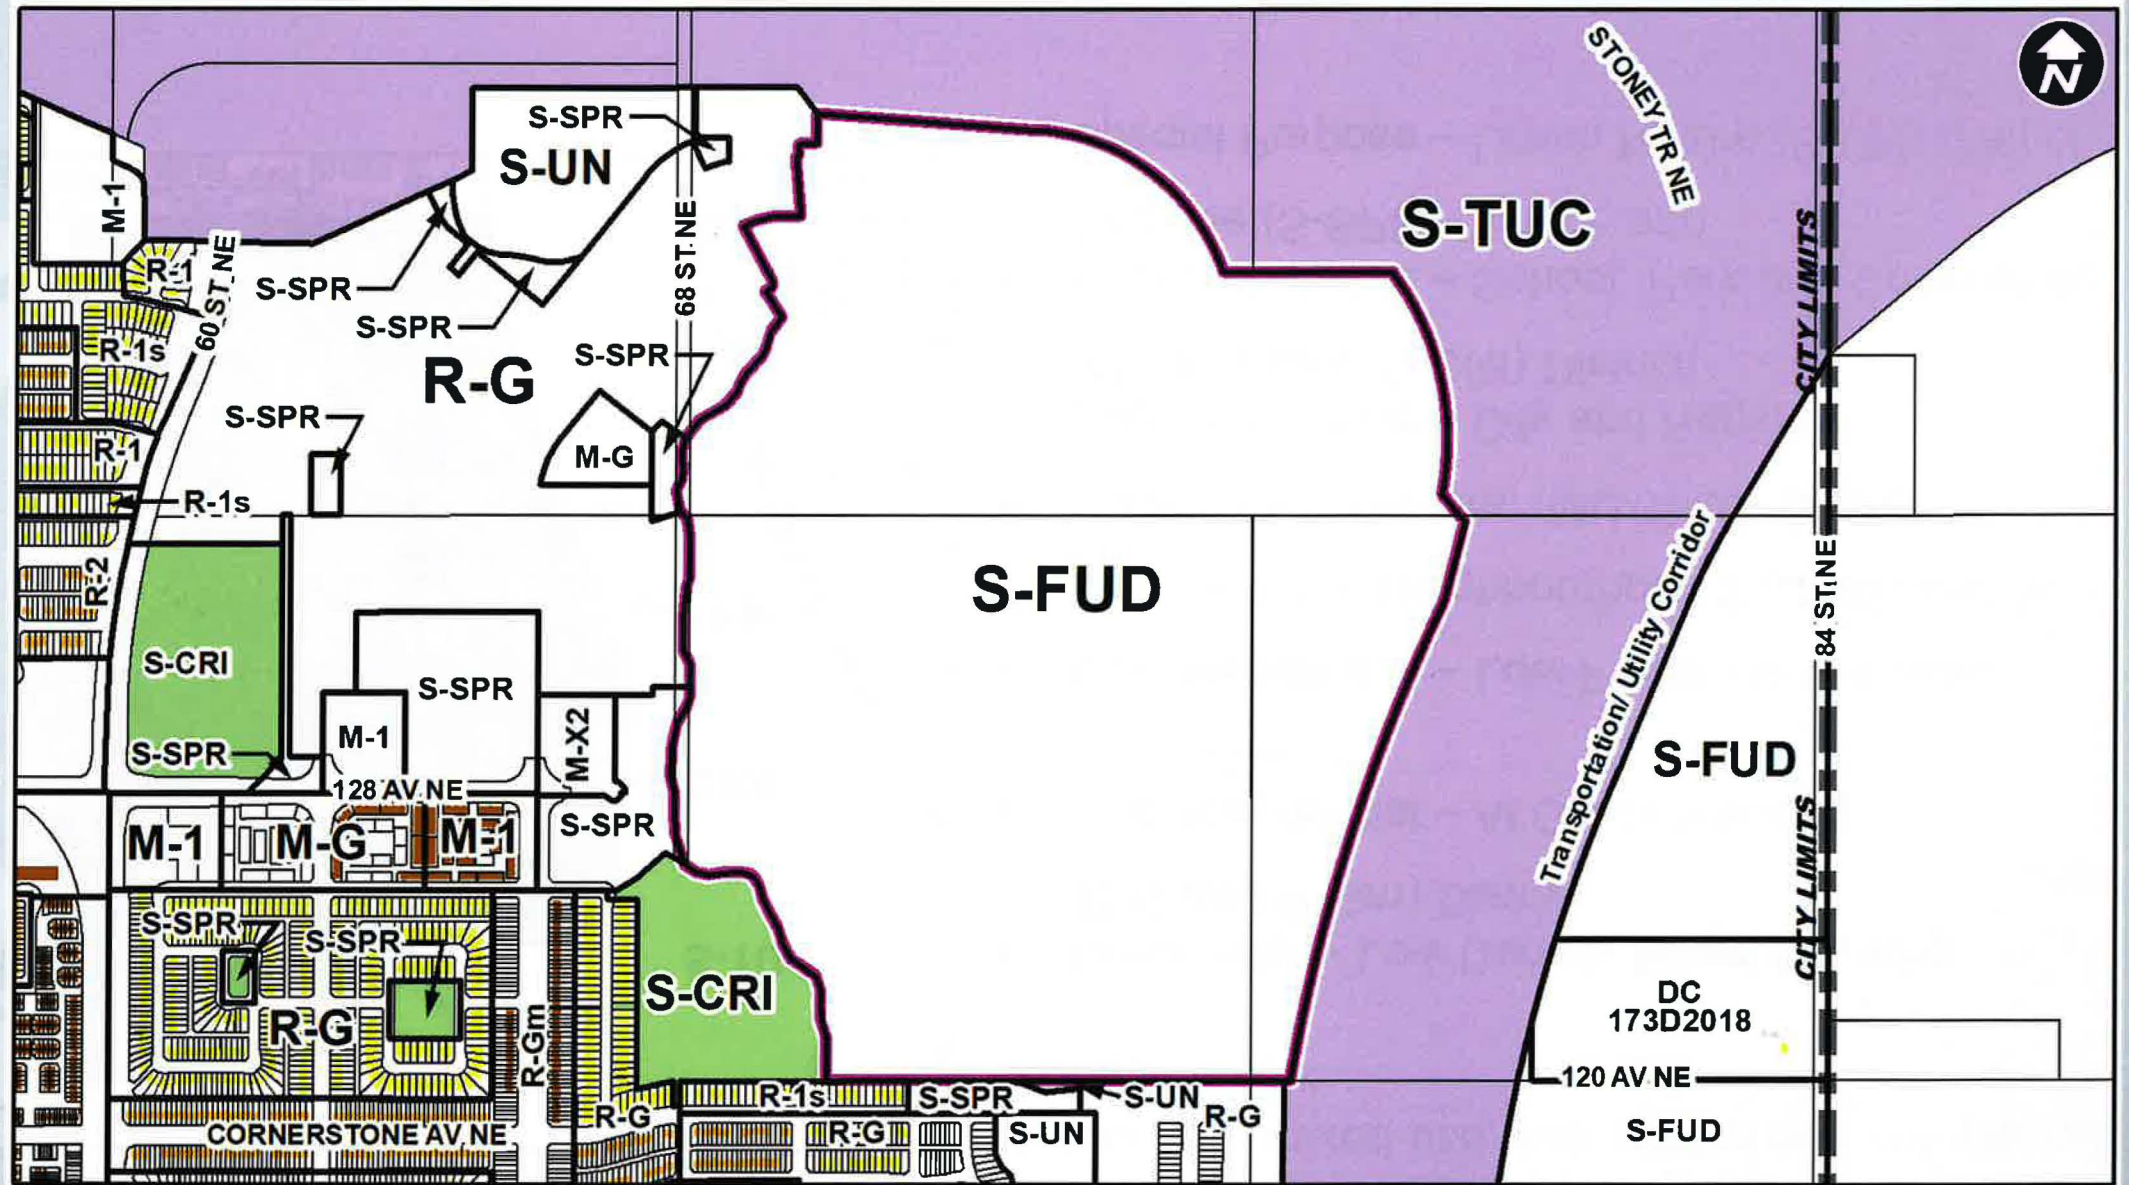 N
STONEY TR NE
S-SPR
S-UN
M-1
S-TUC
CITY LIMITS
68 ST NE
60 ST NE
R-1
S-SPR
S-SPR
R-1s
S-SPR
R-G
S-SPR
R-1
M-G
R-1s
R-2
S-FUD
Transportation/ Utility Corridor
84 ST NE
S-CRI
S-SPR
M-X2
M-1
S-SPR
S-FUD
128 AV NE
S-SPR
M-1
M-G
M-1
CITY LIMITS
S-SPR
S-SPR
S-CRI
DC
173D2018
R-G
R-Gm
120 AV NE
R-1s
S-SPR
S-UN
R-G
R-G
CORNERSTONE AV NE
R-G
S-UN
S-FUD